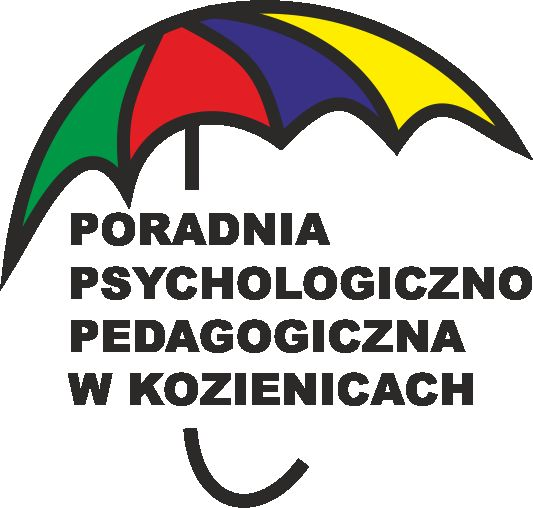 PORADNIA
PSYCHOLOGICZNO
PEDAGOGICZNA
W KOZIENICACH